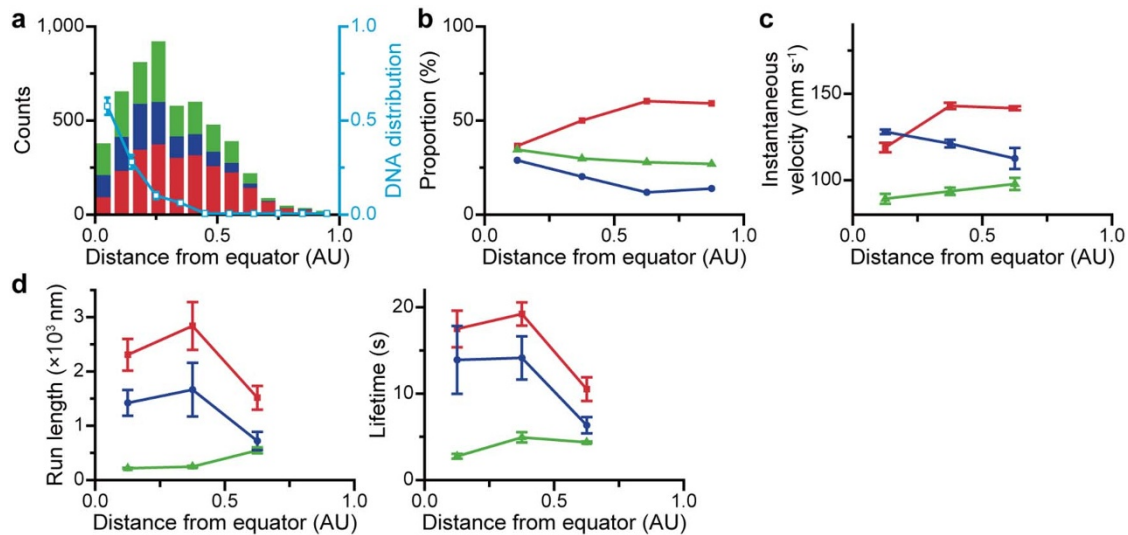 a
1,000
500
0
Counts
1.0
0.5
0.0
DNA distribution
0.0
0.5
1.0
Distance from equator (AU)
b
100
50
0
Proportion (%)
0.0
0.5
1.0
Distance from equator (AU)
c
150
100
Instantaneous
velocity (nm s⁻¹)
0.0
0.5
1.0
Distance from equator (AU)
d
3
2
1
0
Run length (×10³ nm)
0.0
0.5
1.0
Distance from equator (AU)
20
10
0
Lifetime (s)
0.0
0.5
1.0
Distance from equator (AU)